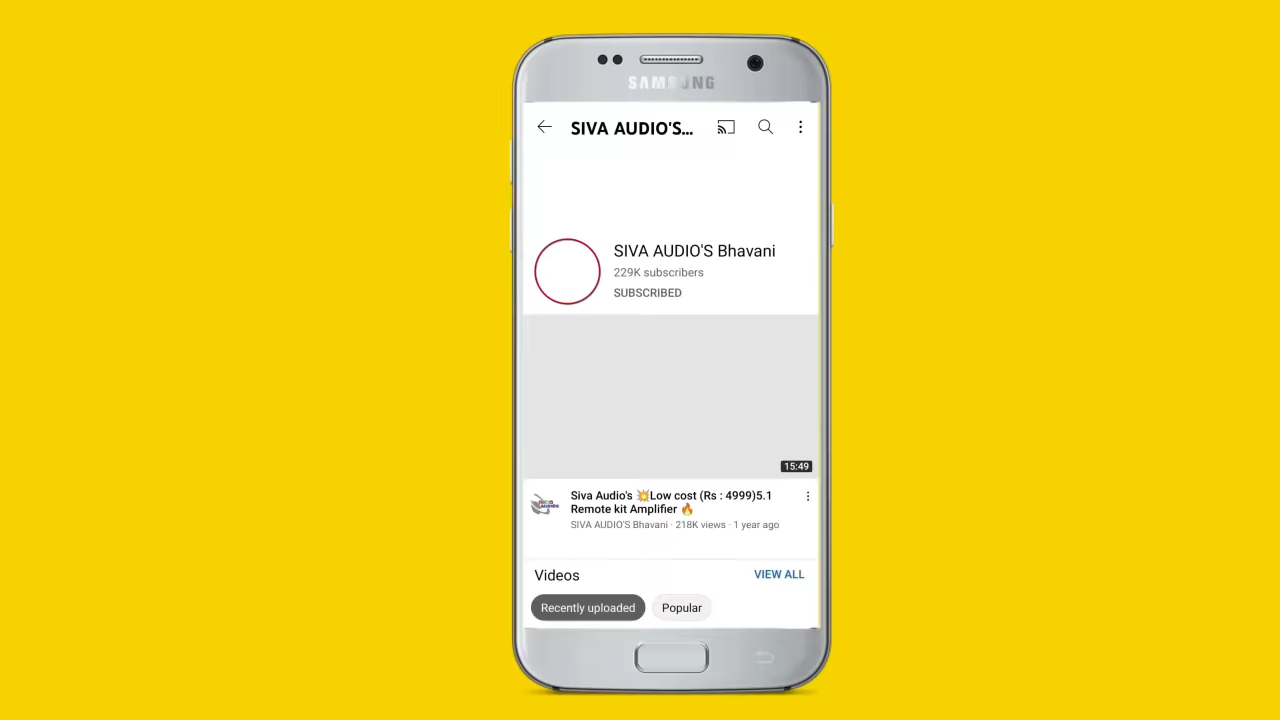 SAMSUNG
SIVA AUDIO'S...
SIVA AUDIO'S Bhavani
229K subscribers
SUBSCRIBED
15:49
Siva Audio's 💥Low cost (Rs : 4999)5.1
Remote kit Amplifier 🔥
SIVA AUDIO'S Bhavani · 218K views · 1 year ago
Videos
VIEW ALL
Recently uploaded
Popular